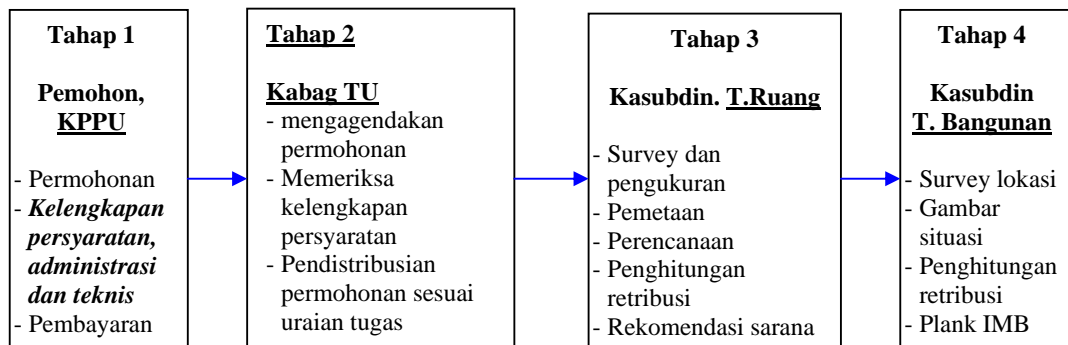 Tahap 1
Pemohon,
KPPU
- Permohonan
- Kelengkapan
persyaratan,
administrasi
dan teknis
- Pembayaran
Tahap 2
Kabag TU
- mengagendakan
permohonan
- Memeriksa
kelengkapan
persyaratan
- Pendistribusian
permohonan sesuai
uraian tugas
Tahap 3
Kasubdin. T.Ruang
- Survey dan
pengukuran
- Pemetaan
- Perencanaan
- Penghitungan
retribusi
- Rekomendasi sarana
Tahap 4
Kasubdin
T. Bangunan
- Survey lokasi
- Gambar
situasi
- Penghitungan
retribusi
- Plank IMB